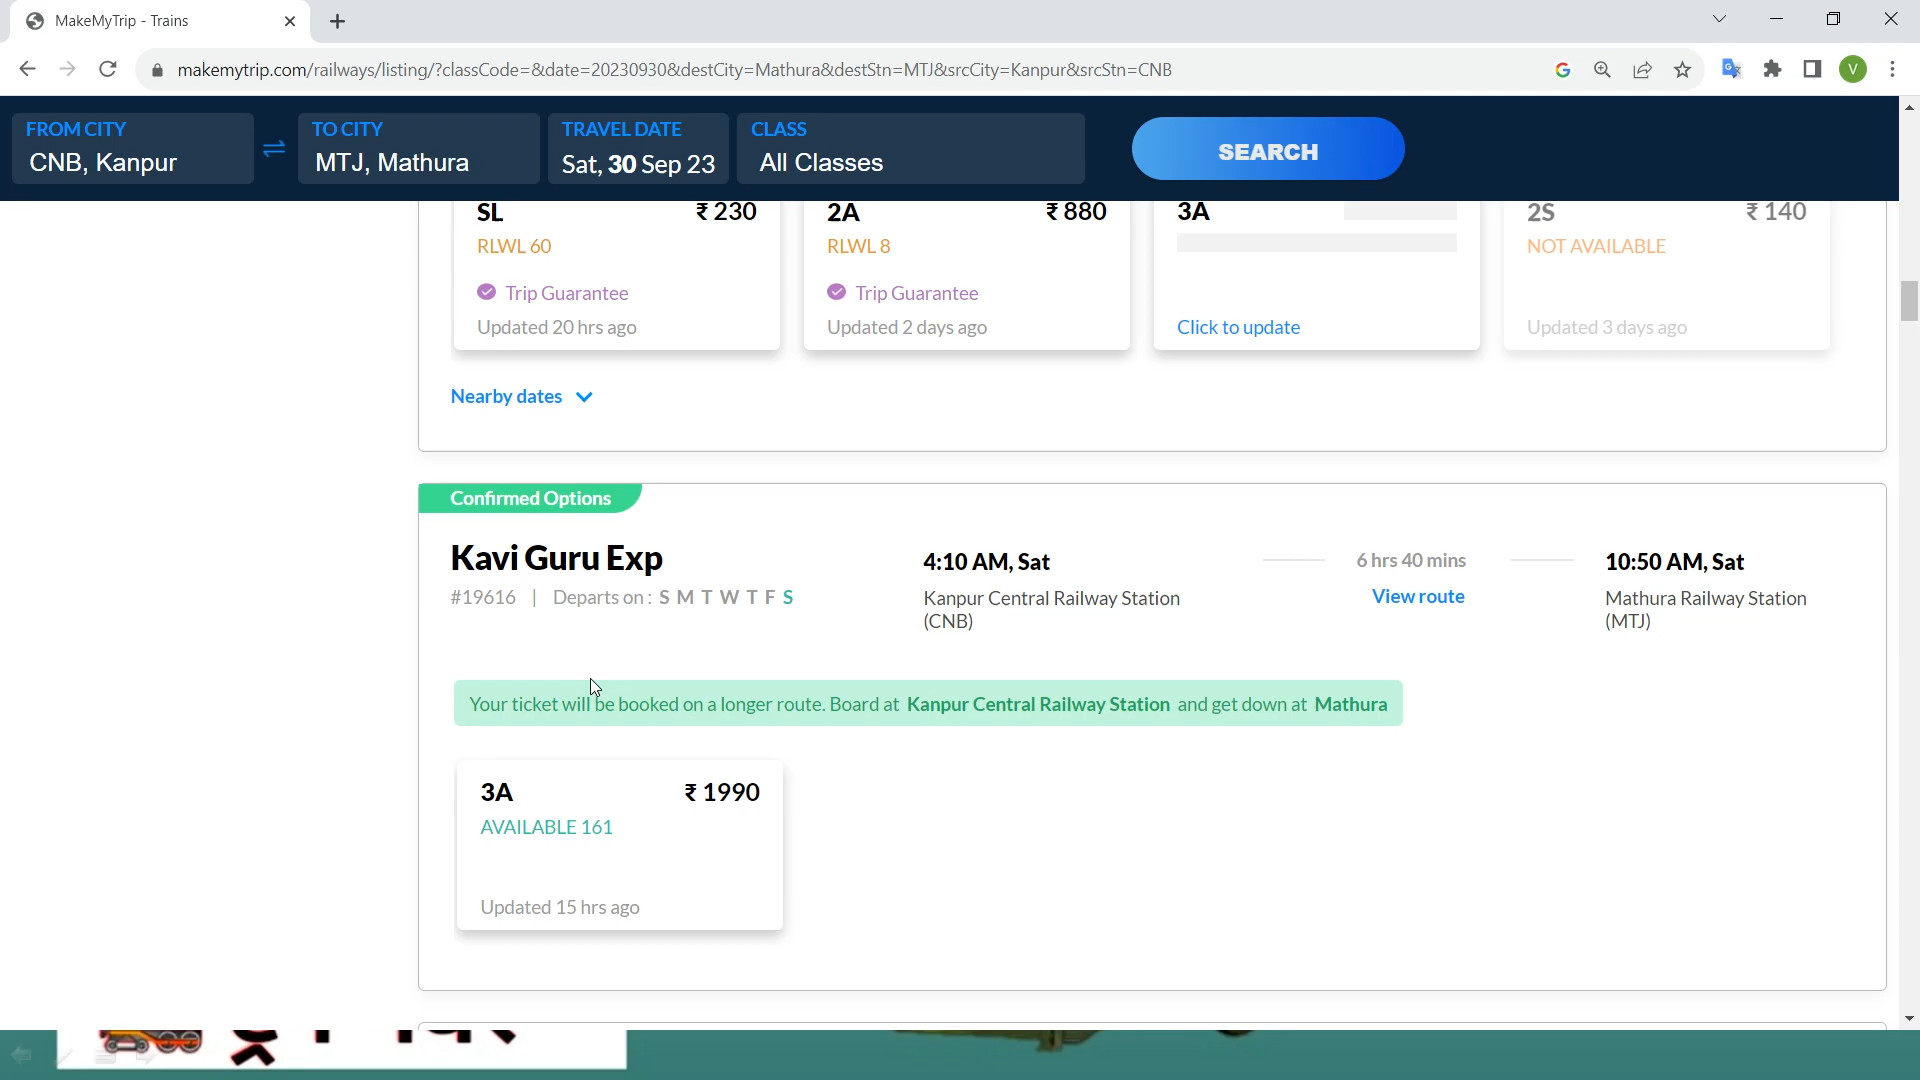 MakeMyTrip - Trains
makemytrip.com/railways/listing/?classCode=&date=20230930&destCity=Mathura&destStn=MTJ&srcCity=Kanpur&srcStn=CNB
V
FROM CITY
CNB, Kanpur
TO CITY
MTJ, Mathura
TRAVEL DATE
Sat, 30 Sep 23
CLASS
All Classes
SEARCH
SL ₹ 230
RLWL 60
Trip Guarantee
Updated 20 hrs ago
2A ₹ 880
RLWL 8
Trip Guarantee
Updated 2 days ago
3A
Click to update
2S ₹ 140
NOT AVAILABLE
Updated 3 days ago
Nearby dates
Confirmed Options
Kavi Guru Exp
#19616 | Departs on : S M T W T F S
4:10 AM, Sat
Kanpur Central Railway Station
(CNB)
6 hrs 40 mins
View route
10:50 AM, Sat
Mathura Railway Station
(MTJ)
Your ticket will be booked on a longer route. Board at Kanpur Central Railway Station and get down at Mathura
3A ₹ 1990
AVAILABLE 161
Updated 15 hrs ago